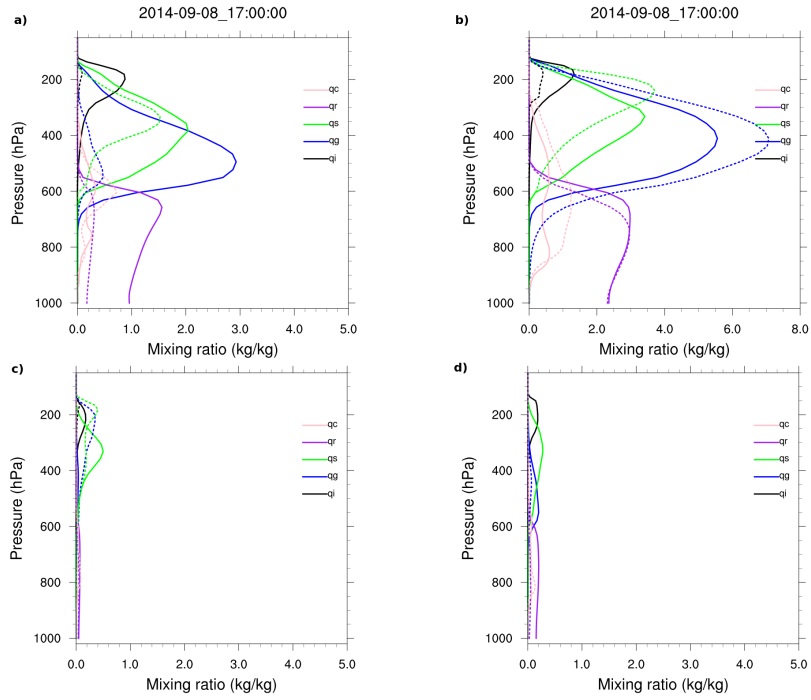 a)
2014-09-08_17:00:00
Pressure (hPa)
200
400
600
800
1000
0.0 1.0 2.0 3.0 4.0 5.0
Mixing ratio (kg/kg)
qc
qr
qs
qg
qi
b)
2014-09-08_17:00:00
Pressure (hPa)
200
400
600
800
1000
0.0 2.0 4.0 6.0 8.0
Mixing ratio (kg/kg)
qc
qr
qs
qg
qi
c)
Pressure (hPa)
200
400
600
800
1000
0.0 1.0 2.0 3.0 4.0 5.0
Mixing ratio (kg/kg)
qc
qr
qs
qg
qi
d)
Pressure (hPa)
200
400
600
800
1000
0.0 1.0 2.0 3.0 4.0 5.0
Mixing ratio (kg/kg)
qc
qr
qs
qg
qi